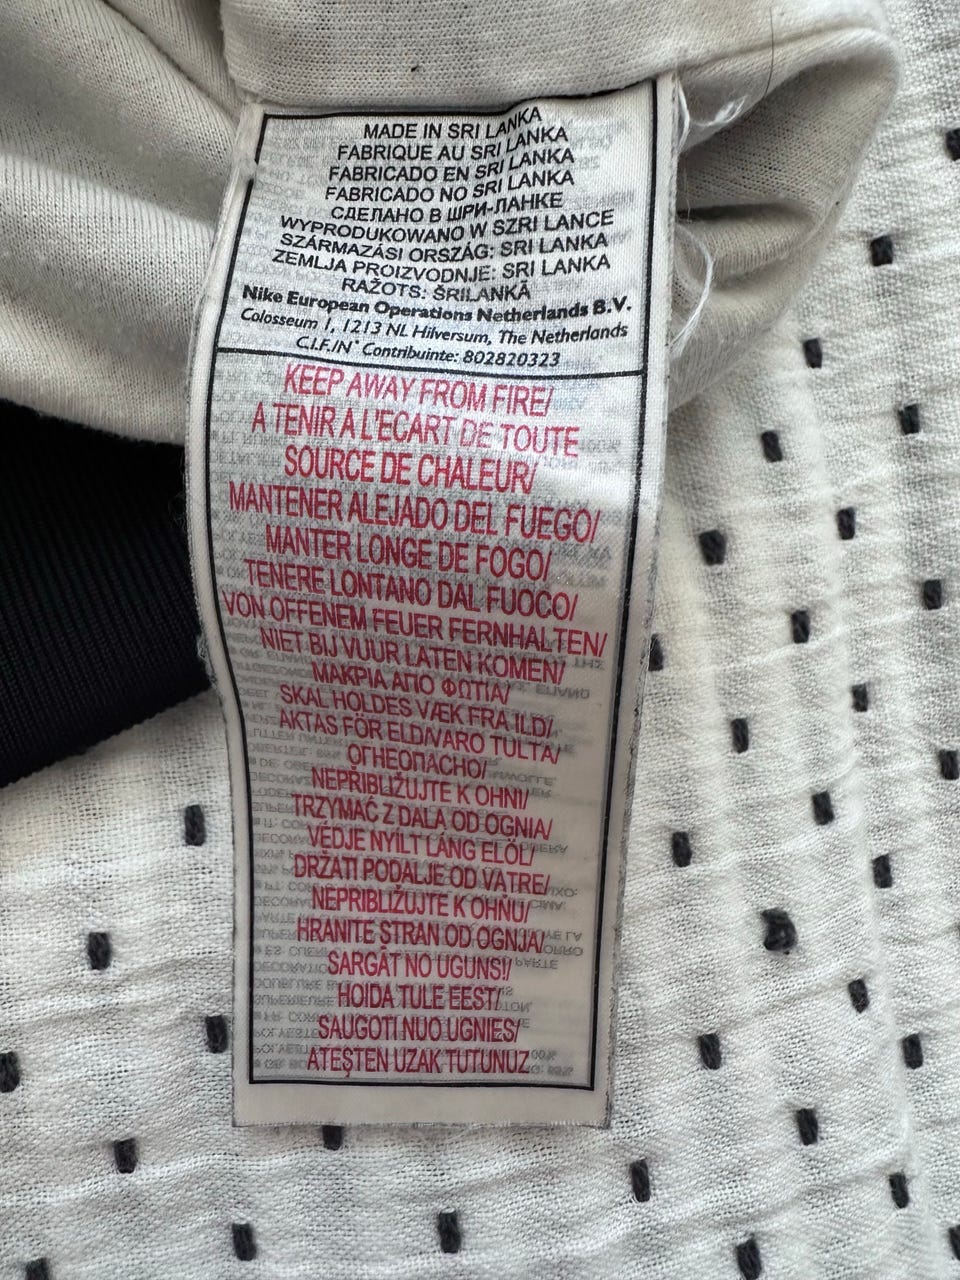 MADE IN SRI LANKA
FABRIQUE AU SRI LANKA
FABRICADO EN SRI LANKA
FABRICADO NO SRI LANKA
СДЕЛАНО В ШРИ-ЛАНКЕ
WYPRODUKOWANO W SZRI LANCE
SZÁRMAZÁSI ORSZÁG: SRI LANKA
ZEMLJA PROIZVODNJE: SRI LANKA
RAŽOTS: ŠRILANKĀ
Nike European Operations Netherlands B.V.
Colosseum 1, 1213 NL Hilversum, The Netherlands
C.I.F./N° Contribuinte: 802820323
KEEP AWAY FROM FIRE/
A TENIR A L'ECART DE TOUTE
SOURCE DE CHALEUR/
MANTENER ALEJADO DEL FUEGO/
MANTER LONGE DE FOGO/
TENERE LONTANO DAL FUOCO/
VON OFFENEM FEUER FERNHALTEN/
NIET BIJ VUUR LATEN KOMEN/
ΜΑΚΡΙΑ ΑΠΟ ΦΩΤΙΑ/
SKAL HOLDES VÆK FRA ILD/
AKTAS FÖR ELD/VARO TULTA/
ОГНЕОПАСНО/
NEPŘIBLIŽUJTE K OHNI/
TRZYMAĆ Z DALA OD OGNIA/
VÉDJE NYÍLT LÁNG ELŐL/
DRŽATI PODALJE OD VATRE/
NEPRIBLIŽUJTE K OHŇU/
HRANITE STRAN OD OGNJA/
SARGĀT NO UGUNS!/
HOIDA TULE EEST/
SAUGOTI NUO UGNIES/
ATEŞTEN UZAK TUTUNUZ